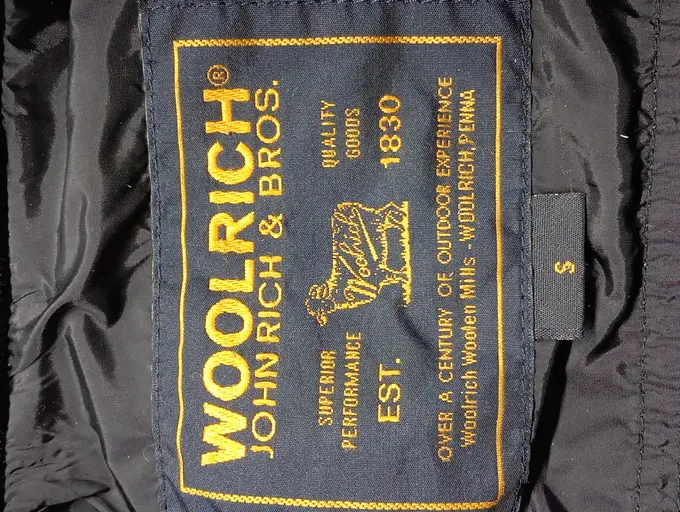 WOOLRICH®
JOHN RICH & BROS.
SUPERIOR
PERFORMANCE
Woolrich
QUALITY
GOODS
EST. 1830
OVER A CENTURY OF OUTDOOR EXPERIENCE
Woolrich Woolen Mills - WOOLRICH, PENNA
S